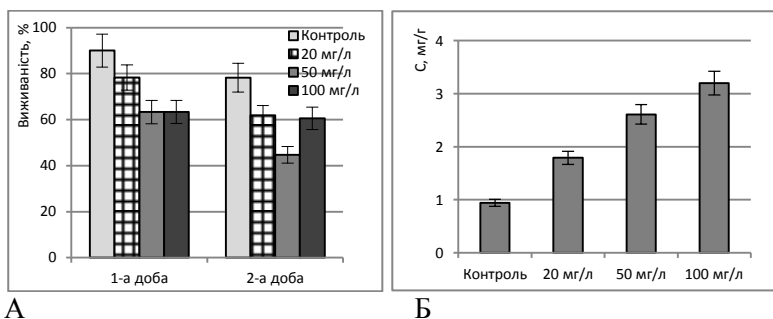 Виживаність, %
100
80
60
40
20
0
Контроль
20 мг/л
50 мг/л
100 мг/л
1-а доба
2-а доба
А
С, мг/г
4
3
2
1
0
Контроль
20 мг/л
50 мг/л
100 мг/л
Б